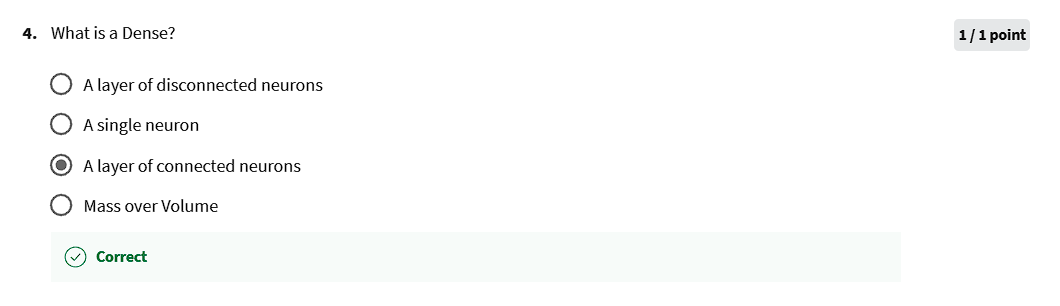 4. What is a Dense?
1 / 1 point
A layer of disconnected neurons
A single neuron
A layer of connected neurons
Mass over Volume
Correct